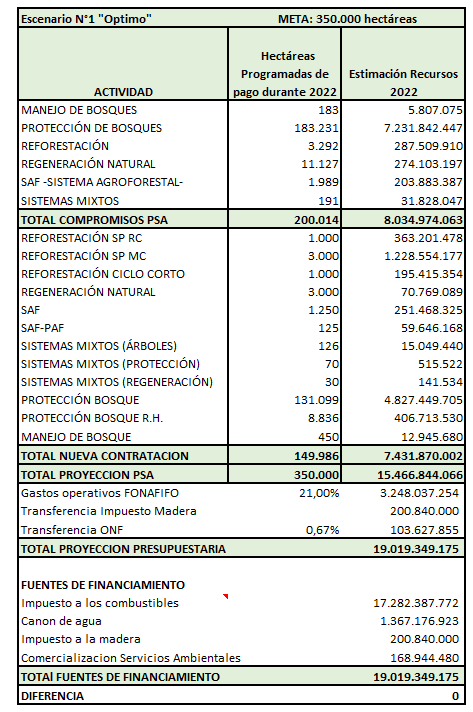 Escenario N°1 "Optimo" META: 350.000 hectáreas
Hectáreas
Programadas de Estimación Recursos
ACTIVIDAD pago durante 2022 2022
MANEJO DE BOSQUES 183 5.807.075
PROTECCIÓN DE BOSQUES 183.231 7.231.842.447
REFORESTACIÓN 3.292 287.509.910
REGENERACIÓN NATURAL 11.127 274.103.197
SAF -SISTEMA AGROFORESTAL- 1.989 203.883.387
SISTEMAS MIXTOS 191 31.828.047
TOTAL COMPROMISOS PSA 200.014 8.034.974.063
REFORESTACIÓN SP RC 1.000 363.201.478
REFORESTACIÓN SP MC 3.000 1.228.554.177
REFORESTACIÓN CICLO CORTO 1.000 195.415.354
REGENERACIÓN NATURAL 3.000 70.769.089
SAF 1.250 251.468.325
SAF-PAF 125 59.646.168
SISTEMAS MIXTOS (ÁRBOLES) 126 15.049.440
SISTEMAS MIXTOS (PROTECCIÓN) 70 515.522
SISTEMAS MIXTOS (REGENERACIÓN) 30 141.534
PROTECCIÓN BOSQUE 131.099 4.827.449.705
PROTECCIÓN BOSQUE R.H. 8.836 406.713.530
MANEJO DE BOSQUE 450 12.945.680
TOTAL NUEVA CONTRATACION 149.986 7.431.870.002
TOTAL PROYECCION PSA 350.000 15.466.844.066
Gastos operativos FONAFIFO 21,00% 3.248.037.254
Transferencia Impuesto Madera 200.840.000
Transferencia ONF 0,67% 103.627.855
TOTAL PROYECCION PRESUPUESTARIA 19.019.349.175
FUENTES DE FINANCIAMIENTO
Impuesto a los combustibles 17.282.387.772
Canon de agua 1.367.176.923
Impuesto a la madera 200.840.000
Comercializacion Servicios Ambientales 168.944.480
TOTAl FUENTES DE FINANCIAMIENTO 19.019.349.175
DIFERENCIA 0